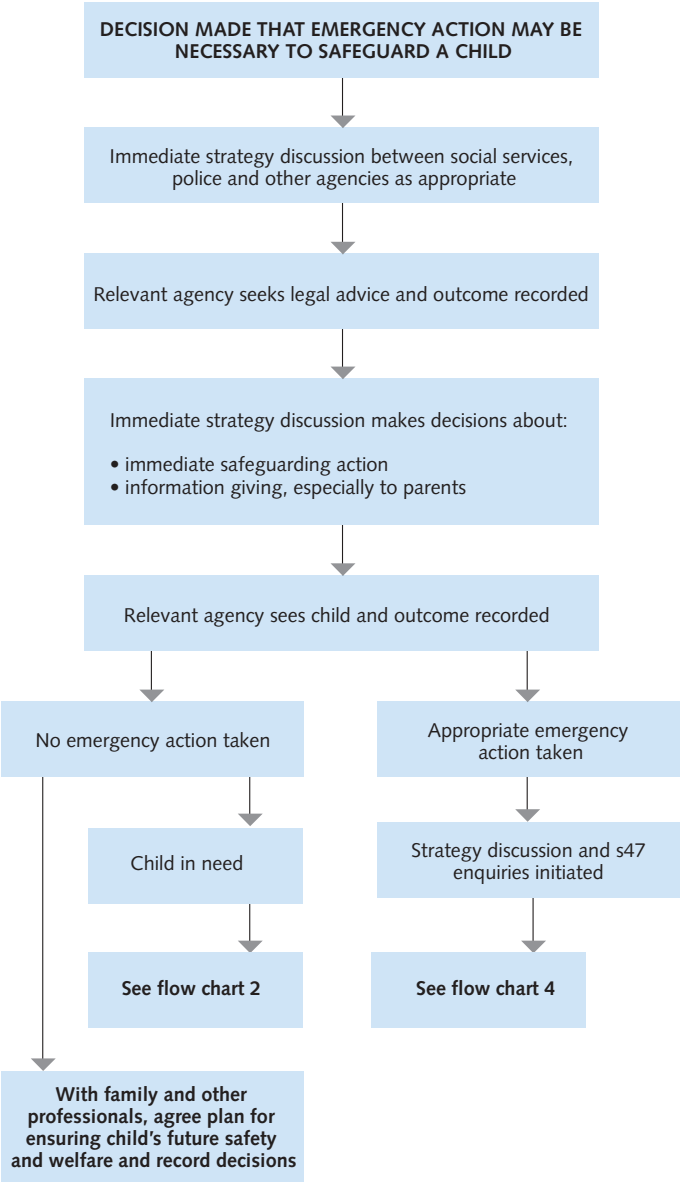 DECISION MADE THAT EMERGENCY ACTION MAY BE
NECESSARY TO SAFEGUARD A CHILD
Immediate strategy discussion between social services,
police and other agencies as appropriate
Relevant agency seeks legal advice and outcome recorded
Immediate strategy discussion makes decisions about:
• immediate safeguarding action
• information giving, especially to parents
Relevant agency sees child and outcome recorded
No emergency action taken
Appropriate emergency
action taken
Child in need
Strategy discussion and s47
enquiries initiated
See flow chart 2
See flow chart 4
With family and other
professionals, agree plan for
ensuring child’s future safety
and welfare and record decisions